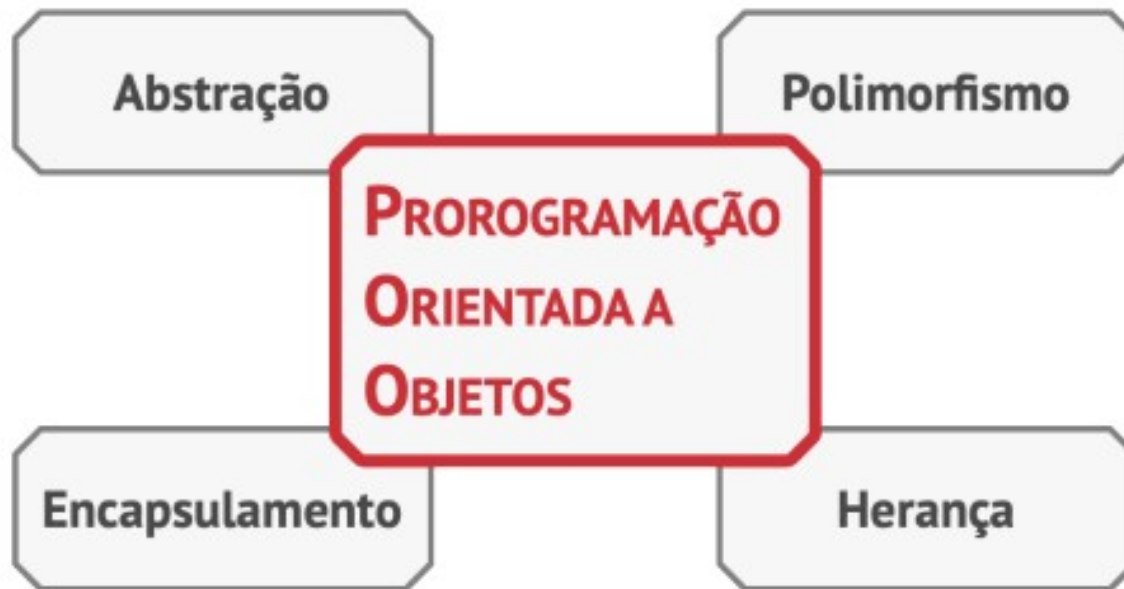 Abstração
Polimorfismo
PROROGRAMAÇÃO
ORIENTADA A
OBJETOS
Encapsulamento
Herança